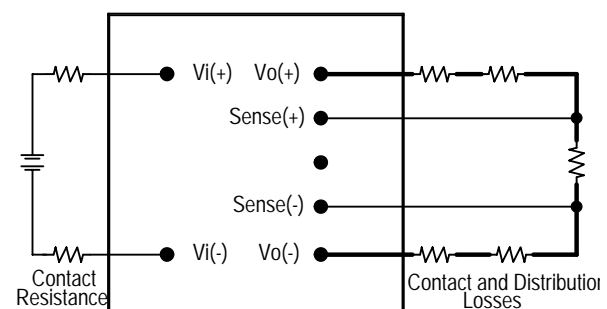 Vi(+) Vo(+)
Sense(+)
Sense(-)
Vi(-) Vo(-)
Contact
Resistance
Contact and Distribution
Losses